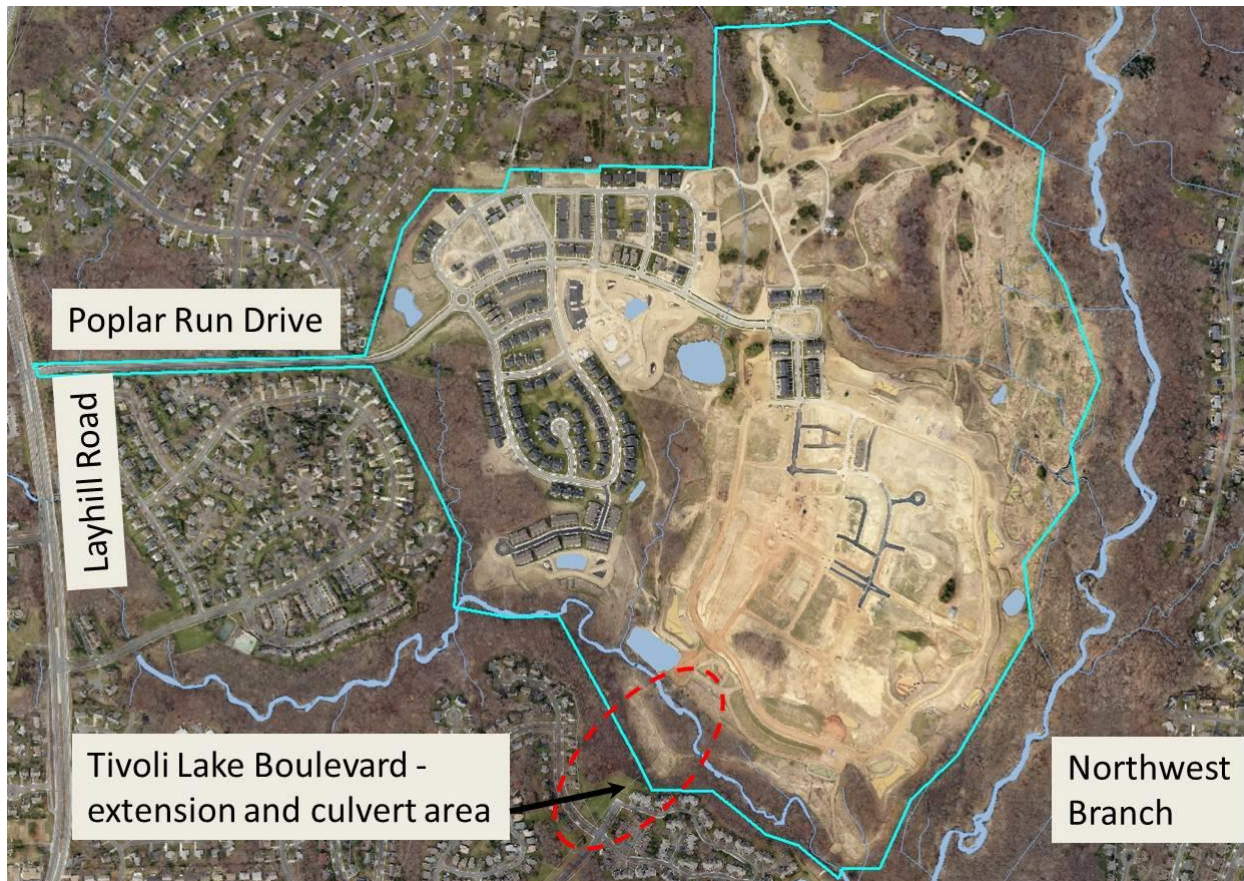 Poplar Run Drive
Layhill Road
Tivoli Lake Boulevard -
extension and culvert area
Northwest
Branch